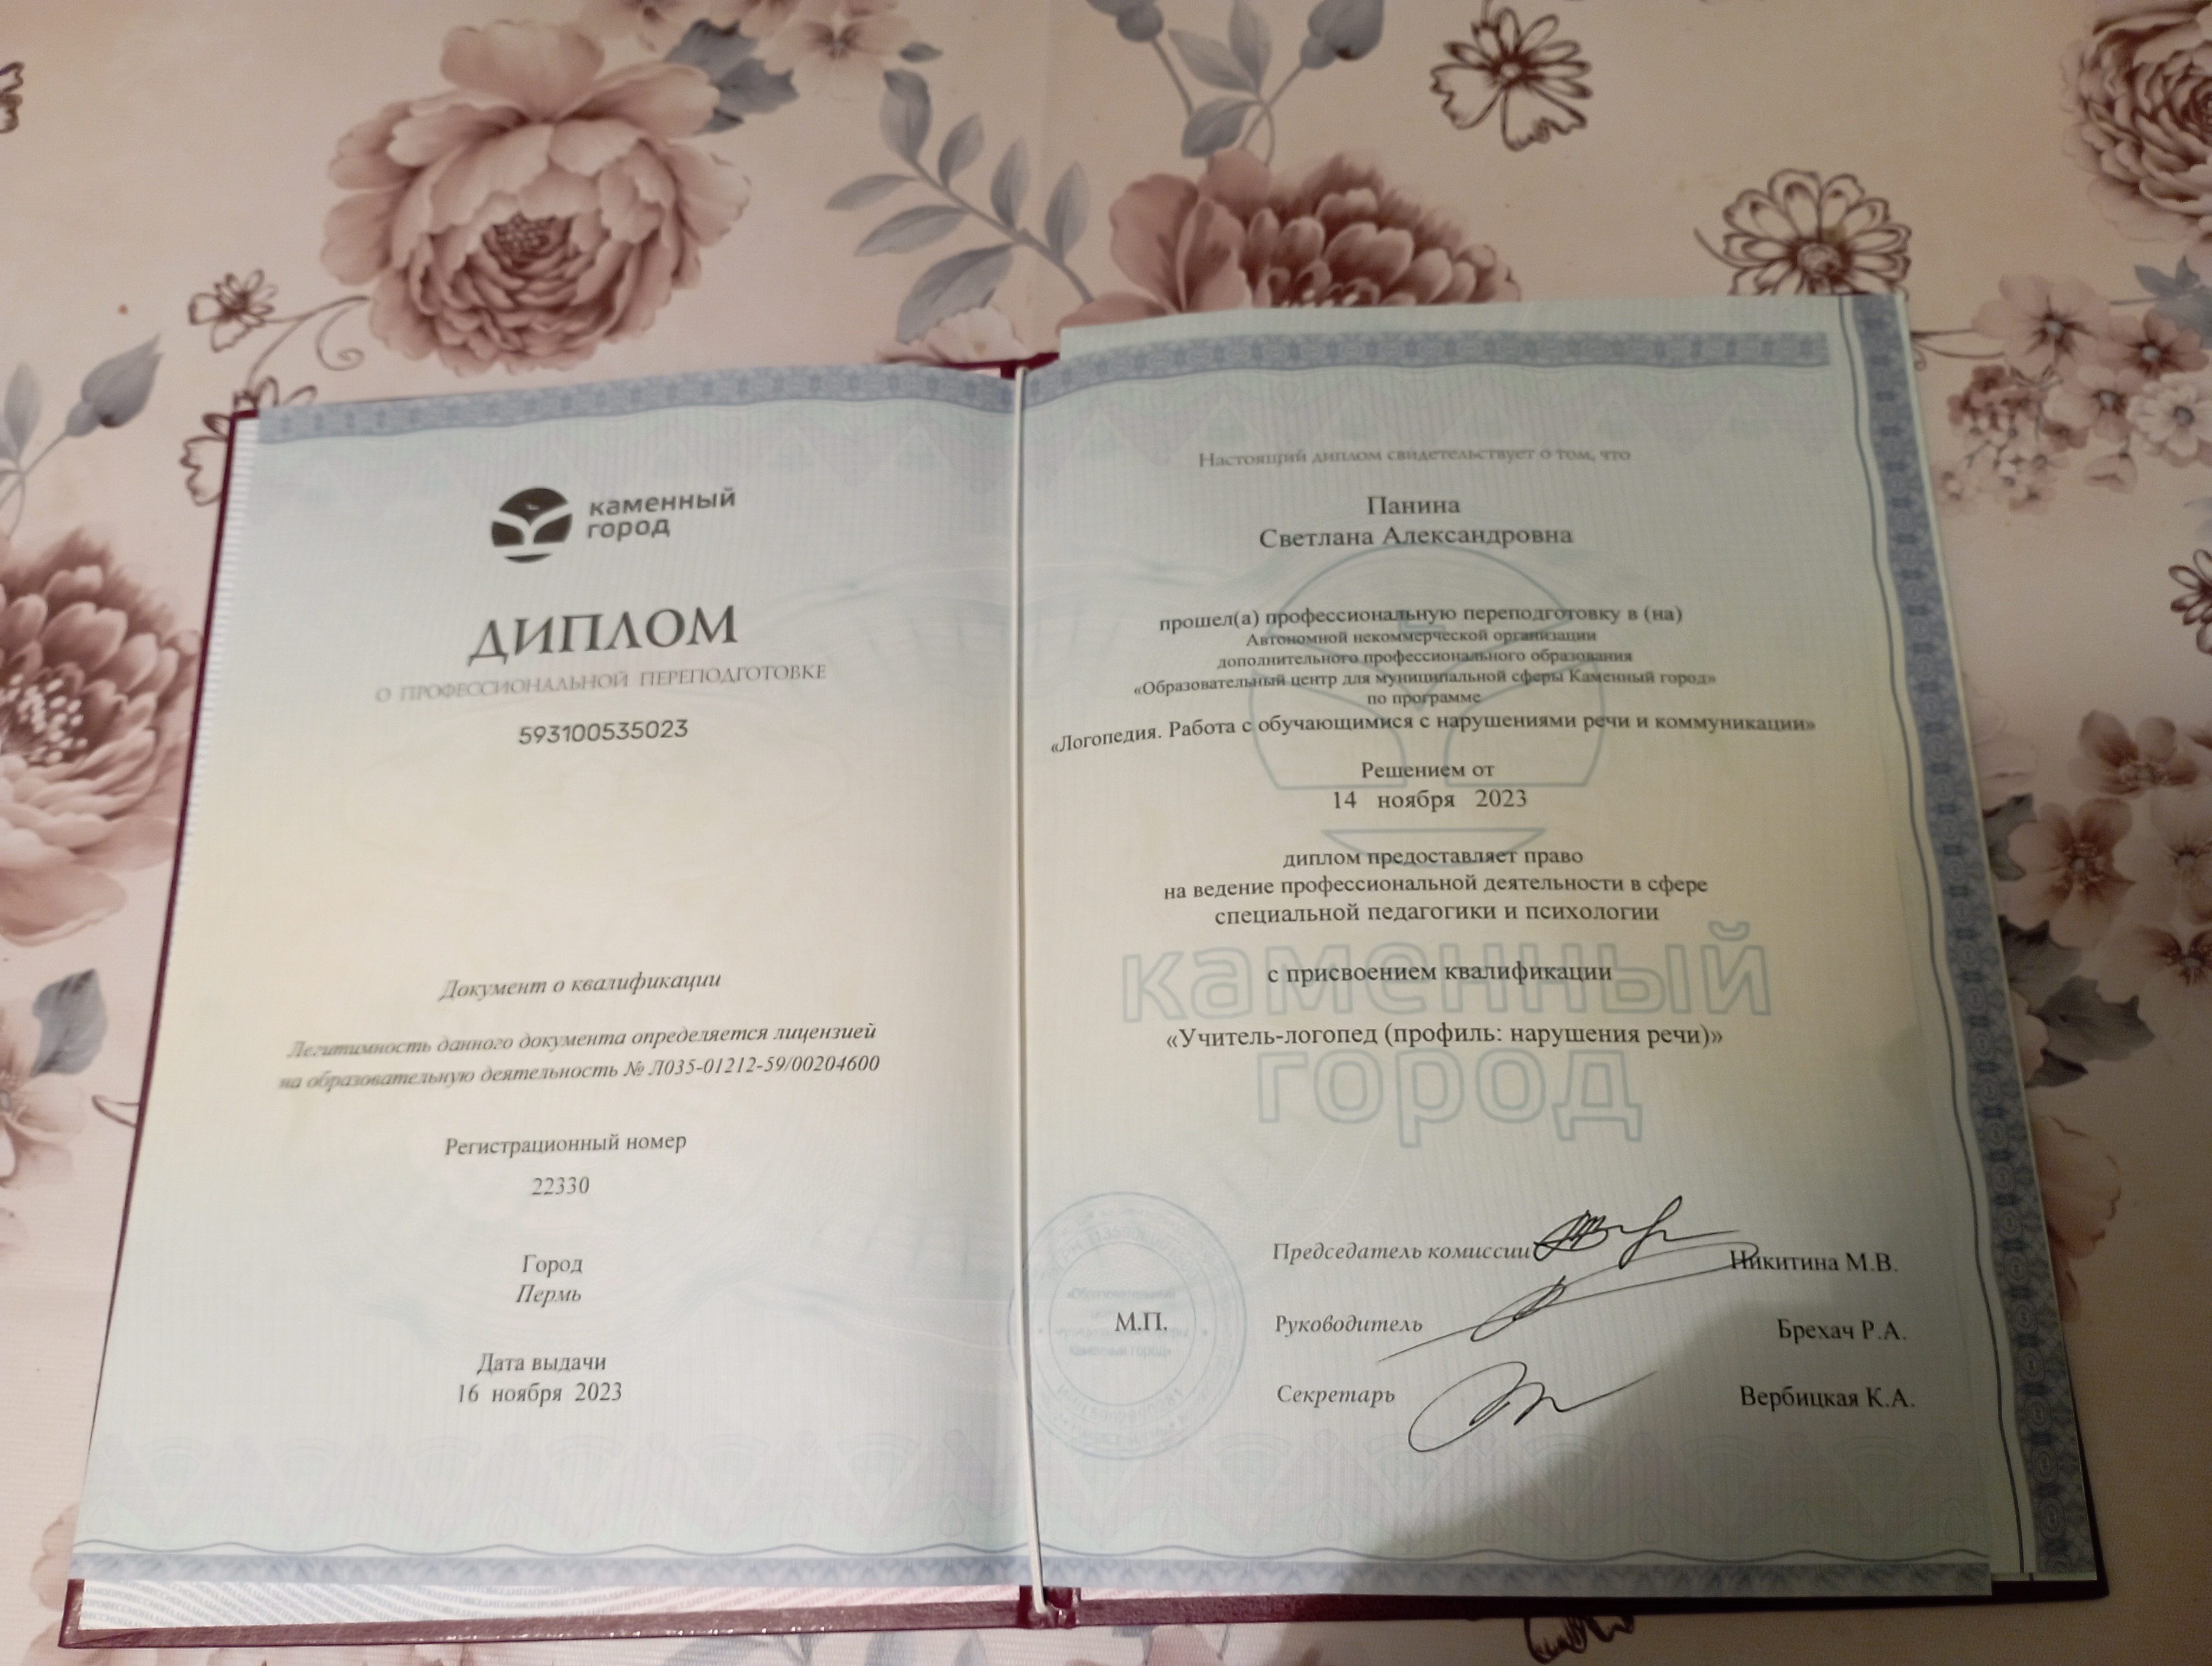 каменный
город
ДИПЛОМ
О ПРОФЕССИОНАЛЬНОЙ ПЕРЕПОДГОТОВКЕ
593100535023
Документ о квалификации
Легитимность данного документа определяется лицензией
на образовательную деятельность № Л035-01212-59/00204600
Регистрационный номер
22330
Город
Пермь
Дата выдачи
16 ноября 2023
Настоящий диплом свидетельствует о том, что
Панина
Светлана Александровна
прошел(а) профессиональную переподготовку в (на)
Автономной некоммерческой организации
дополнительного профессионального образования
«Образовательный центр для муниципальной сферы Каменный город»
по программе
«Логопедия. Работа с обучающимися с нарушениями речи и коммуникации»
Решением от
14 ноября 2023
диплом предоставляет право
на ведение профессиональной деятельности в сфере
специальной педагогики и психологии
каменный
с присвоением квалификации
«Учитель-логопед (профиль: нарушения речи)»
город
Председатель комиссии Никитина М.В.
М.П.
Руководитель Брехач Р.А.
Секретарь Вербицкая К.А.
«Образовательный
Каменный город»